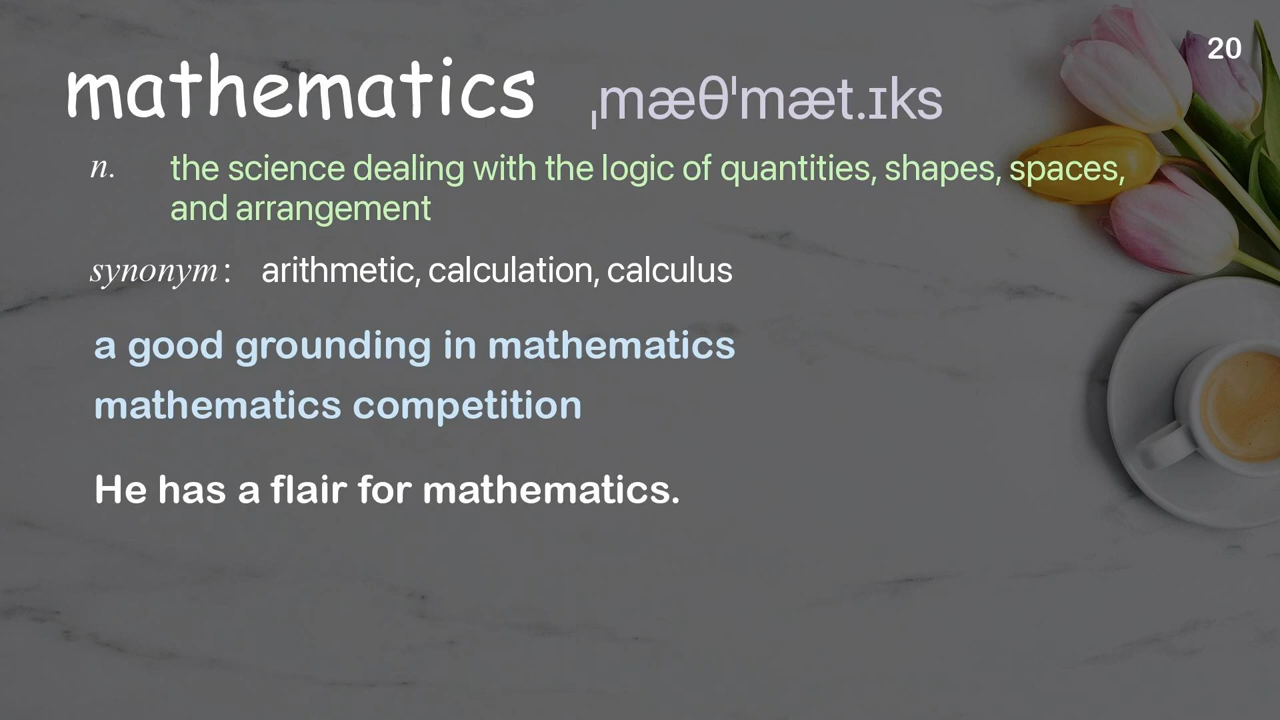 20
mathematics ˌmæθˈmæt.ɪks
n. the science dealing with the logic of quantities, shapes, spaces,
and arrangement
synonym: arithmetic, calculation, calculus
a good grounding in mathematics
mathematics competition
He has a flair for mathematics.